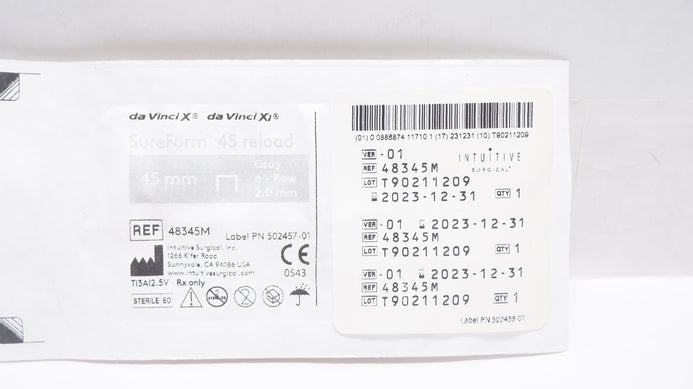 da Vinci X® da Vinci Xi®
SureForm™ 45 reload
45 mm
Gray
6 - Row
2.0 mm
REF 48345M
Label PN 502457-01
Intuitive Surgical, Inc.
1266 Kifer Road
Sunnyvale, CA 94086 USA
www.intuitivesurgical.com
CE
0543
Ti3Al2.5V Rx only
STERILE EO
(01) 0 0886874 11710 1 (17) 231231 (10) T90211209
VER -01
INTUITIVE
SURGICAL®
REF 48345M
LOT T90211209
2023-12-31 QTY 1
VER -01 2023-12-31
REF 48345M
LOT T90211209 QTY 1
VER -01 2023-12-31
REF 48345M
LOT T90211209 QTY 1
Label PN 502458-01